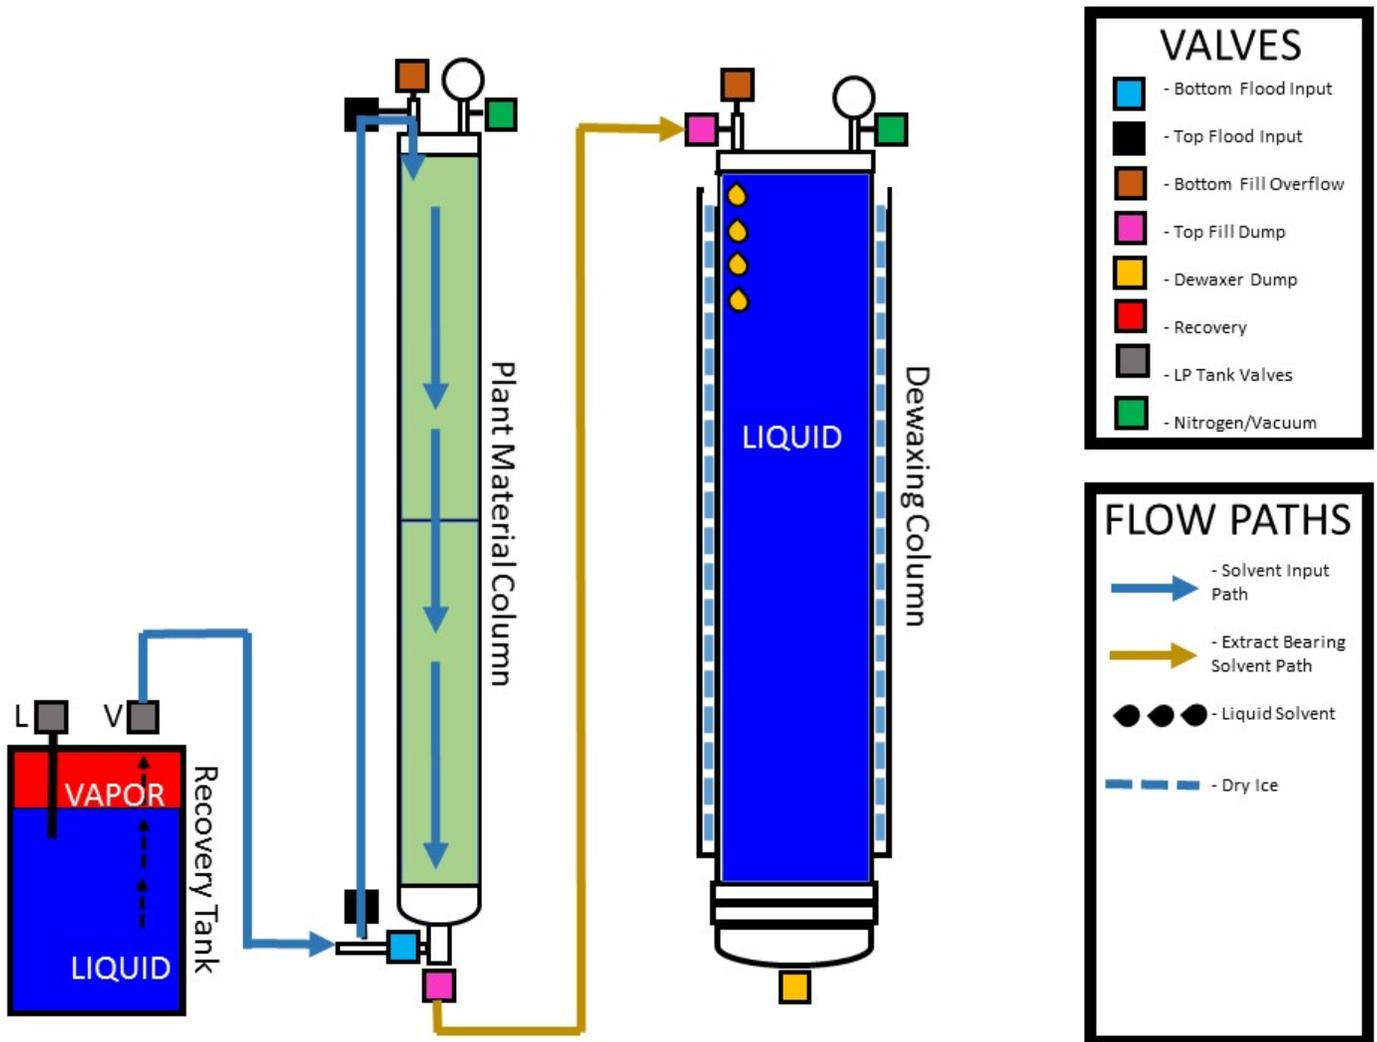 VALVES
- Bottom Flood Input
- Top Flood Input
- Bottom Fill Overflow
- Top Fill Dump
- Dewaxer Dump
- Recovery
- LP Tank Valves
- Nitrogen/Vacuum
Plant Material Column
LIQUID
Dewaxing Column
FLOW PATHS
- Solvent Input
Path
- Extract Bearing
Solvent Path
- Liquid Solvent
- Dry Ice
L
V
VAPOR
LIQUID
Recovery Tank